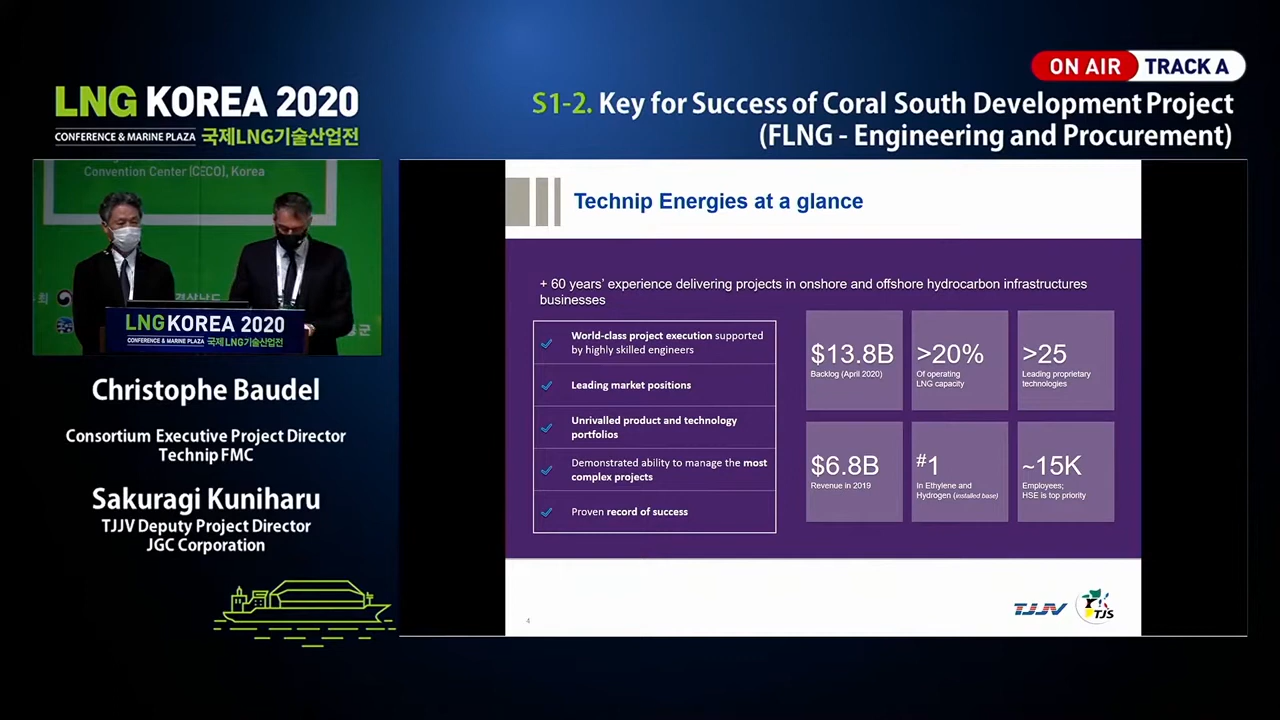 ON AIR TRACK A
LNG KOREA 2020
CONFERENCE & MARINE PLAZA 국제LNG기술산업전
S1-2. Key for Success of Coral South Development Project
(FLNG - Engineering and Procurement)
Convention Center (CECO), Korea
LNG KOREA 2020
CONFERENCE & MARINE PLAZA 국제LNG기술산업전
Christophe Baudel
Consortium Executive Project Director
Technip FMC
Sakuragi Kuniharu
TJJV Deputy Project Director
JGC Corporation
Technip Energies at a glance
+ 60 years' experience delivering projects in onshore and offshore hydrocarbon infrastructures
businesses
World-class project execution supported
by highly skilled engineers
Leading market positions
Unrivalled product and technology
portfolios
Demonstrated ability to manage the most
complex projects
Proven record of success
$13.8B
Backlog (April 2020)
>20%
Of operating
LNG capacity
>25
Leading proprietary
technologies
$6.8B
Revenue in 2019
#1
In Ethylene and
Hydrogen (installed base)
~15K
Employees;
HSE is top priority
4
TJJV
TJS